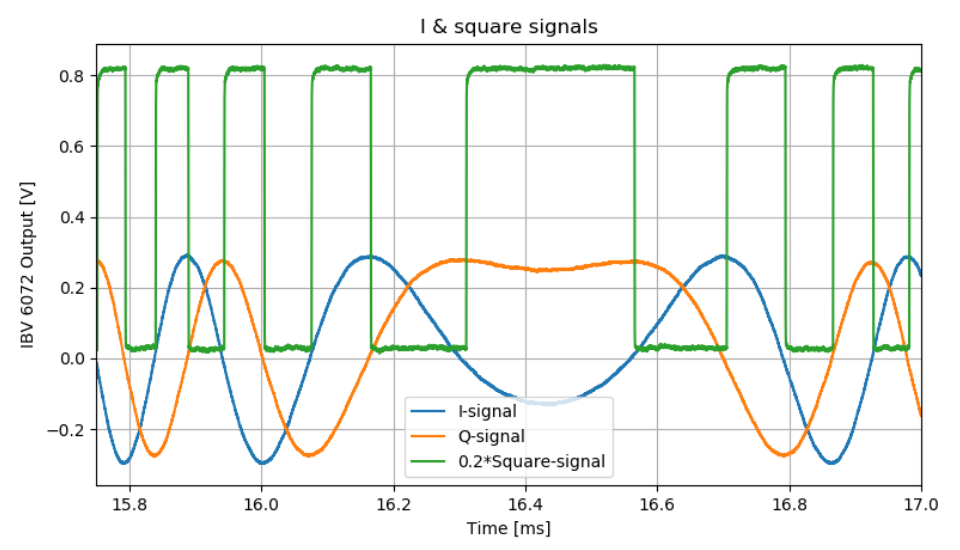 I & square signals
IBV 6072 Output [V]
0.8
0.6
0.4
0.2
0.0
−0.2
I-signal
Q-signal
0.2*Square-signal
15.8 16.0 16.2 16.4 16.6 16.8 17.0
Time [ms]